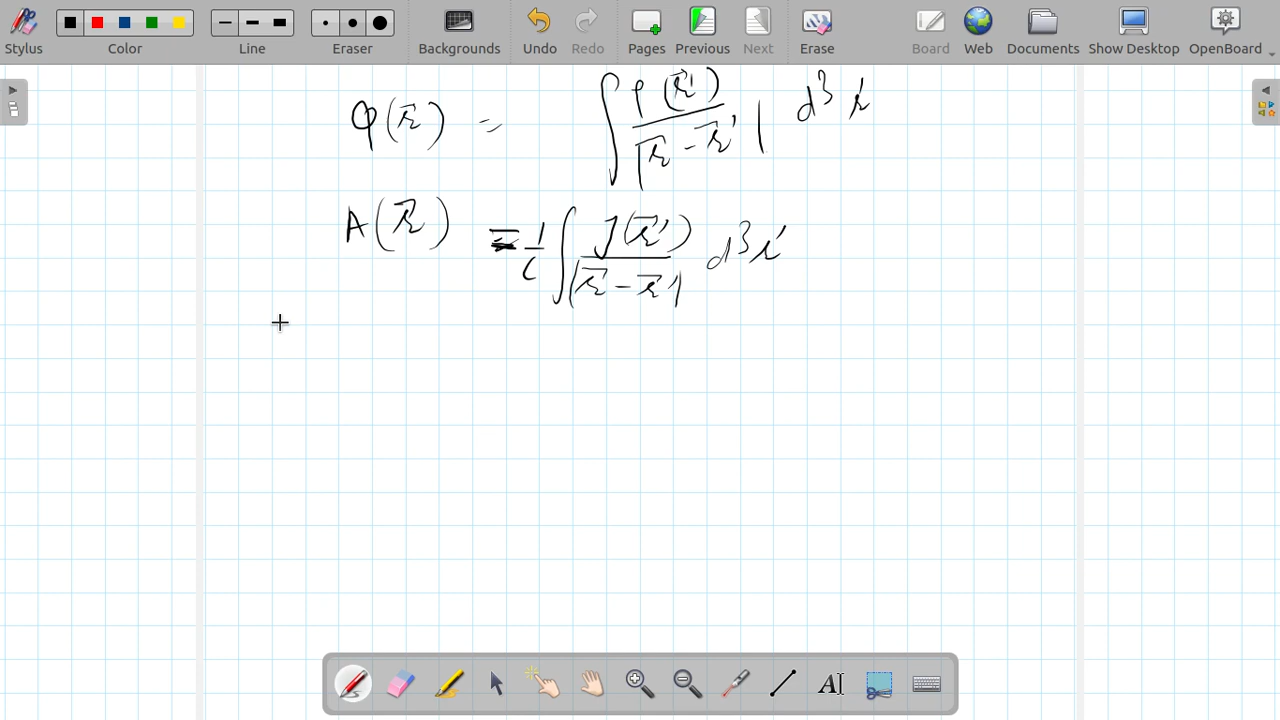 Stylus Color Line Eraser Backgrounds Undo Redo Pages Previous Next Erase Board Web Documents Show Desktop OpenBoard
φ(r⃗) = ∫ ρ(r⃗') / |r⃗ - r⃗'| d³r'
A(r⃗) = 1/c ∫ J(r⃗') / |r⃗ - r⃗'| d³r'
AI